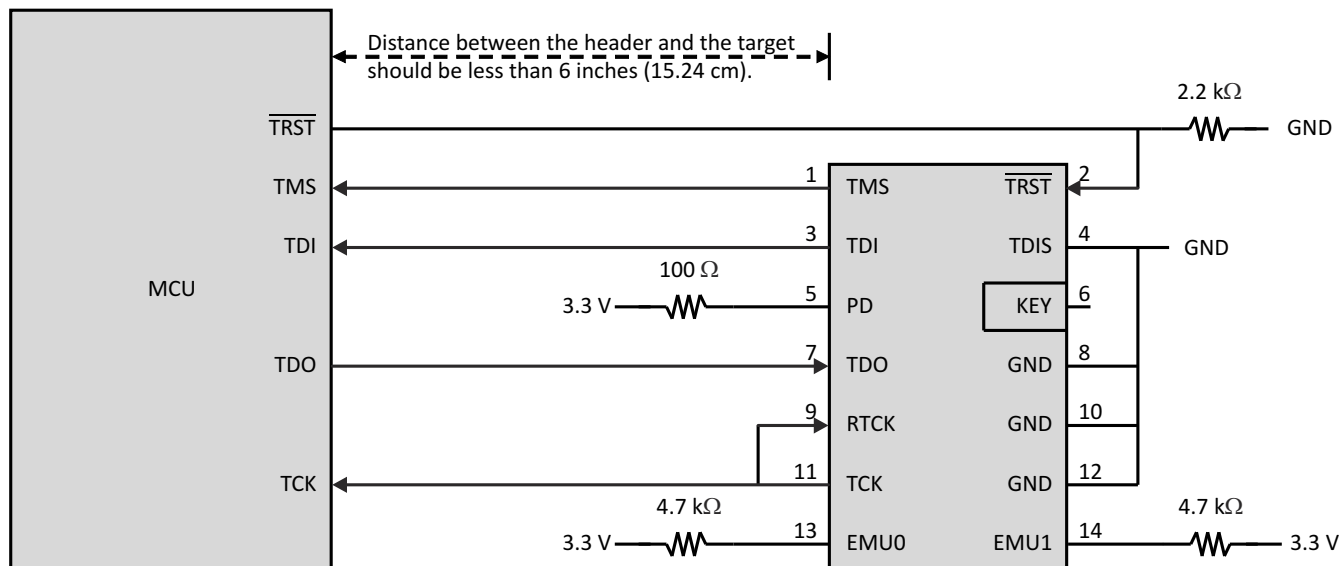 Distance between the header and the target
should be less than 6 inches (15.24 cm).
2.2 kΩ
TRST
GND
TMS
1
TMS
TRST
2
TDI
3
TDI
TDIS
4
GND
100 Ω
MCU
3.3 V
5
PD
KEY
6
TDO
7
TDO
GND
8
9
RTCK
GND
10
TCK
11
TCK
GND
12
4.7 kΩ
4.7 kΩ
3.3 V
13
EMU0
EMU1
14
3.3 V